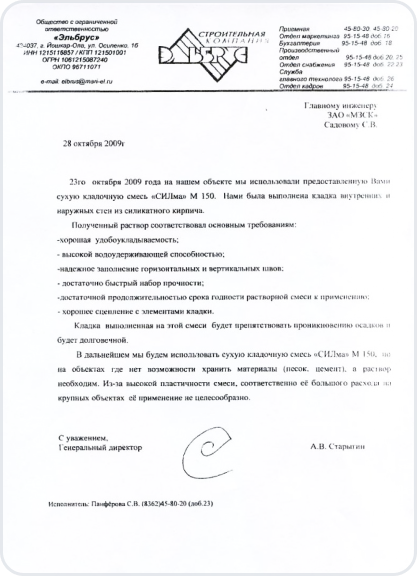 Общество с ограниченной
ответственностью
«Эльбрус»
424037, г. Йошкар-Ола, ул. Осипенко, 16
ИНН 1215116857 / КПП 121501001
ОГРН 1061215087240
ОКПО 96711071
e-mail: elbrus@mari-el.ru
СТРОИТЕЛЬНАЯ
КОМПАНИЯ
ЭЛЬБРУС
Приемная 45-80-30 45-80-20
Отдел маркетинга 95-15-48 доб. 16
Бухгалтерия 95-15-48 доб. 18
Производственный
отдел 95-15-48 доб. 20, 25
Отдел снабжения 95-15-48 доб. 22, 23
Служба
главного технолога 95-15-48 доб. 26
Отдел кадров 95-15-48 доб. 24
Главному инженеру
ЗАО «МЗСК»
Садовому С.В.
28 октября 2009г
23го октября 2009 года на нашем объекте мы использовали предоставленную Вами
сухую кладочную смесь «СИЛма» М 150. Нами была выполнена кладка внутренних и
наружных стен из силикатного кирпича.
Полученный раствор соответствовал основным требованиям:
-хорошая удобоукладываемость;
- высокой водоудерживающей способностью;
-надежное заполнение горизонтальных и вертикальных швов;
- достаточно быстрый набор прочности;
-достаточной продолжительностью срока годности растворной смеси к применению;
- хорошее сцепление с элементами кладки.
Кладка выполненная на этой смеси будет препятствовать проникновению осадков и
будет долговечной.
В дальнейшем мы будем использовать сухую кладочную смесь «СИЛма» М 150, но
на объектах где нет возможности хранить материалы (песок, цемент), а раствор
необходим. Из-за высокой пластичности смеси, соответственно её большого расхода на
крупных объектах её применение не целесообразно.
С уважением,
Генеральный директор
А.В. Старыгин
Исполнитель: Панфёрова С.В. (8362)45-80-20 (доб.23)